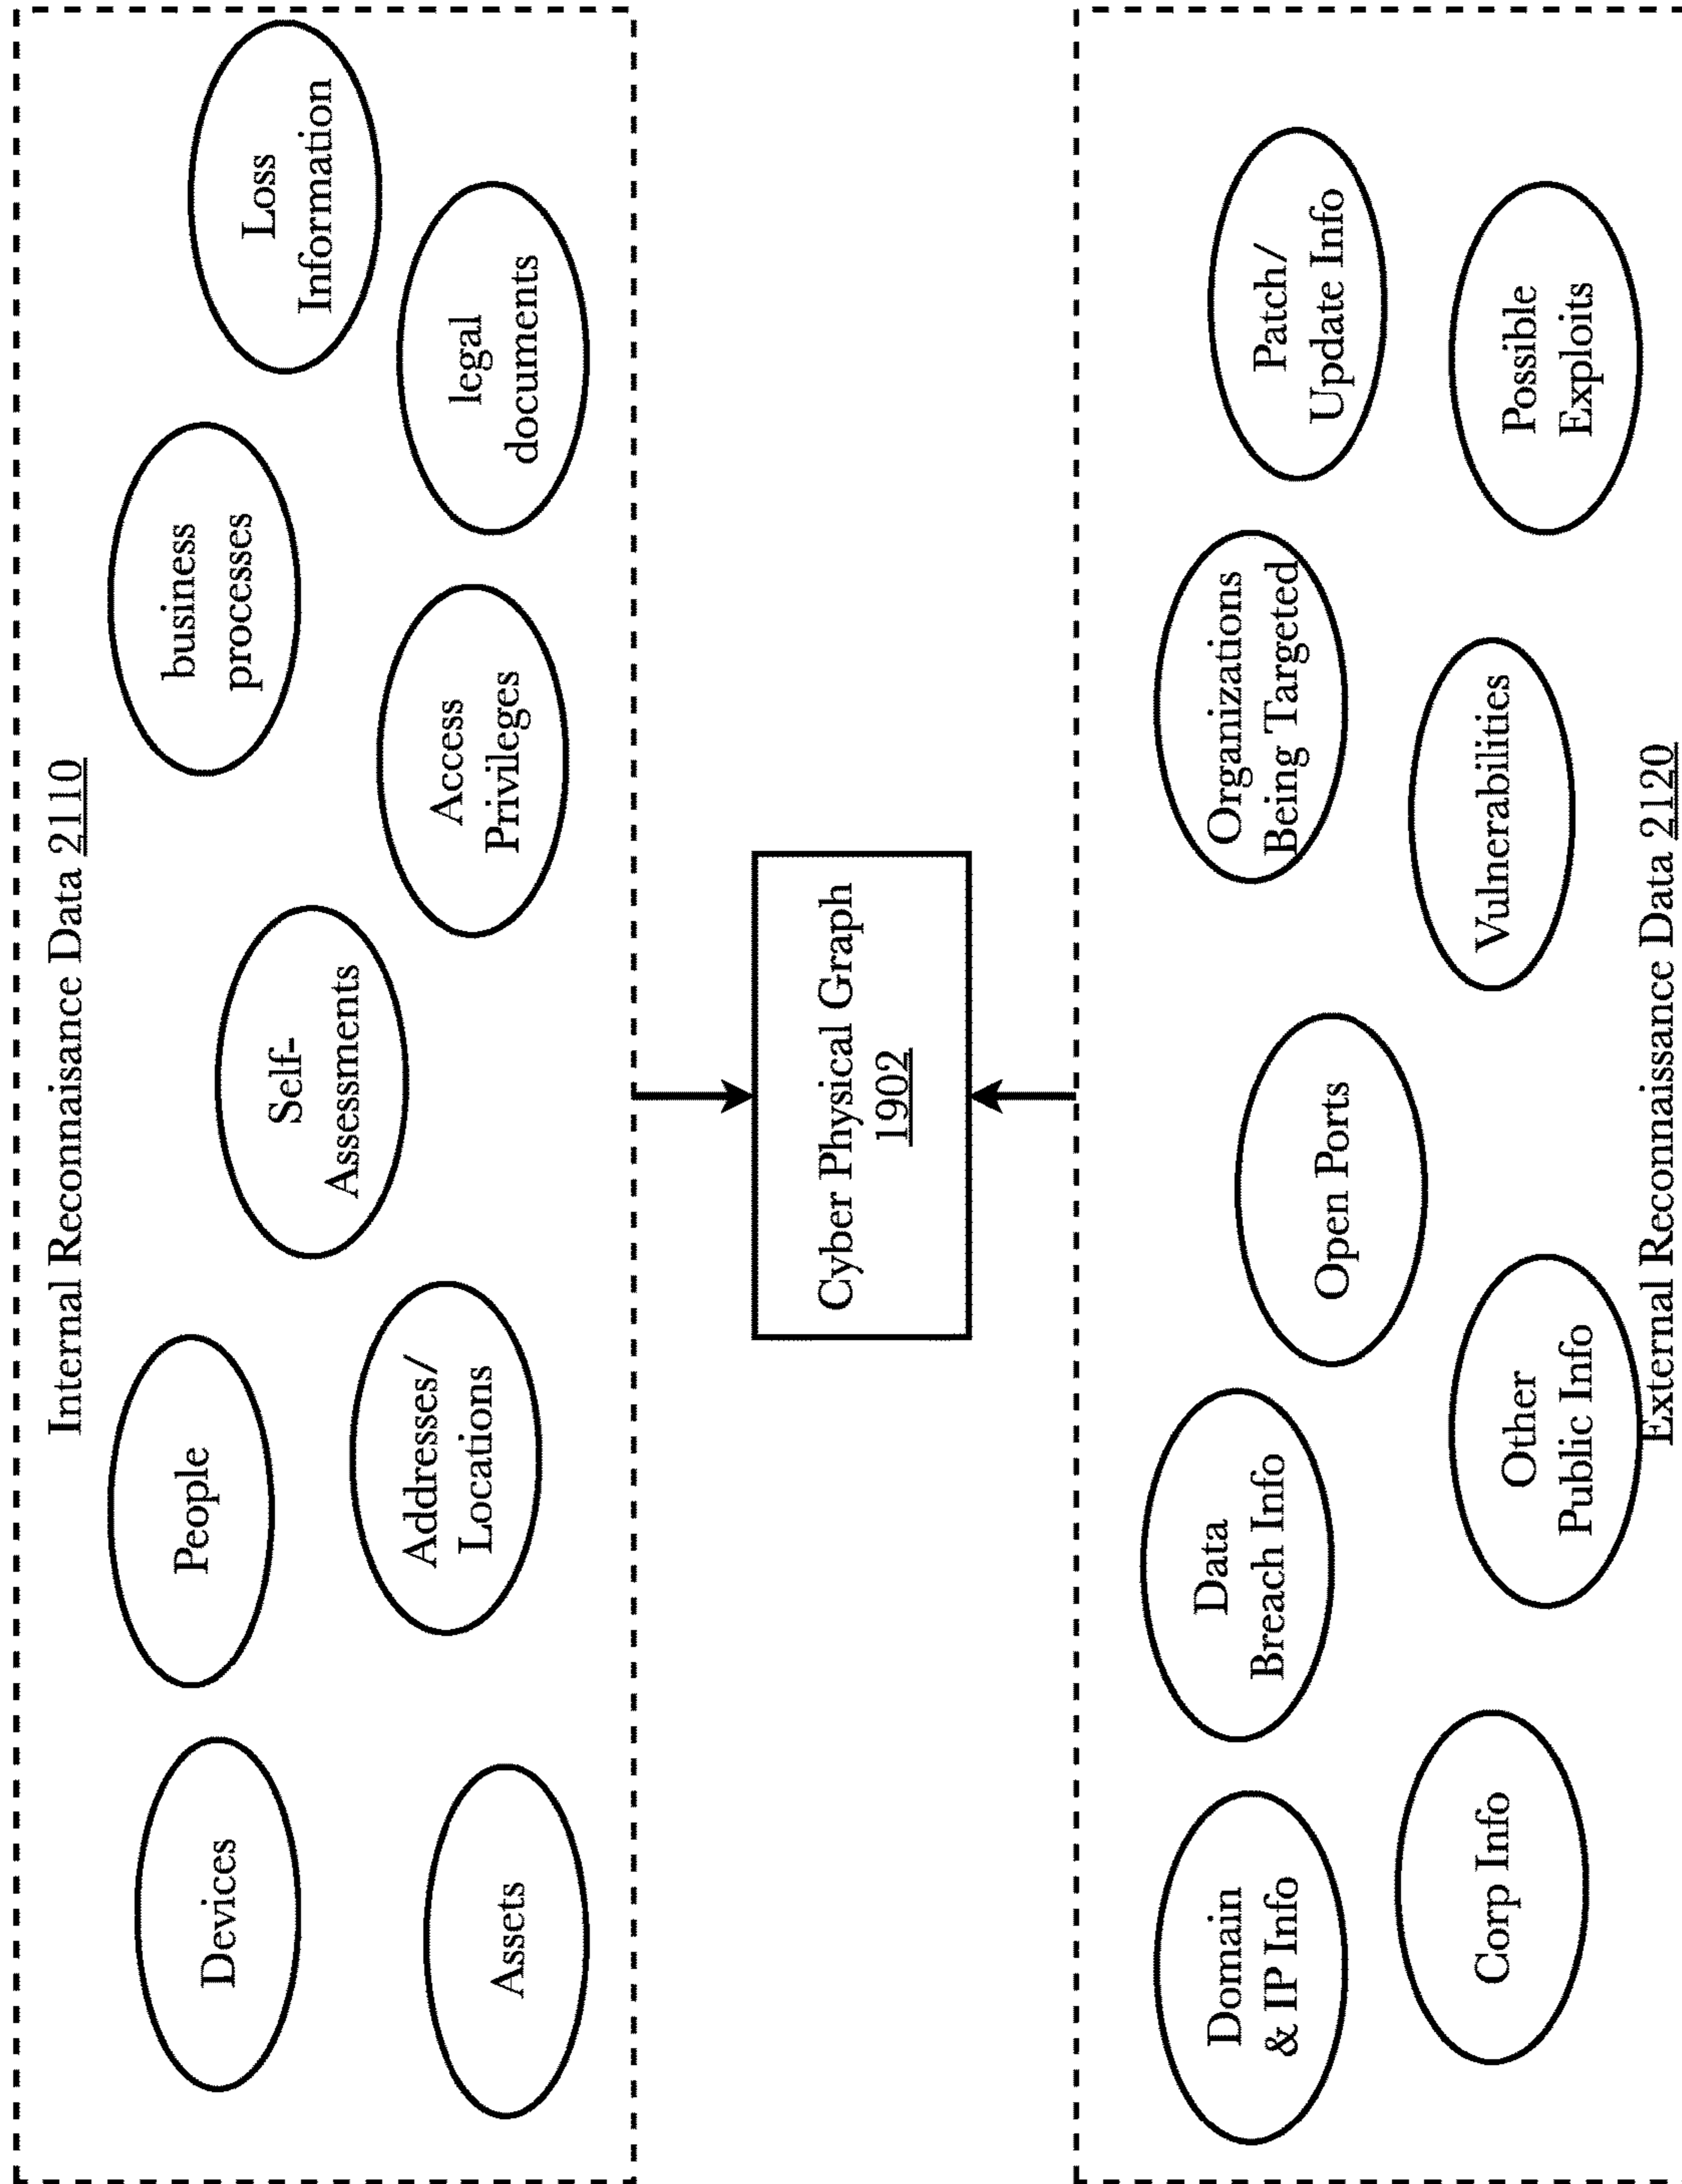 Internal Reconnaisance Data 2110
Devices
People
business
processes
Loss
Information
Self-
Assessments
Assets
Addresses/
Locations
Access
Privileges
legal
documents
Cyber Physical Graph
1902
Domain
& IP Info
Data
Breach Info
Organizations
Being Targeted
Patch/
Update Info
Open Ports
Corp Info
Other
Public Info
Vulnerabilities
Possible
Exploits
External Reconnaissance Data 2120